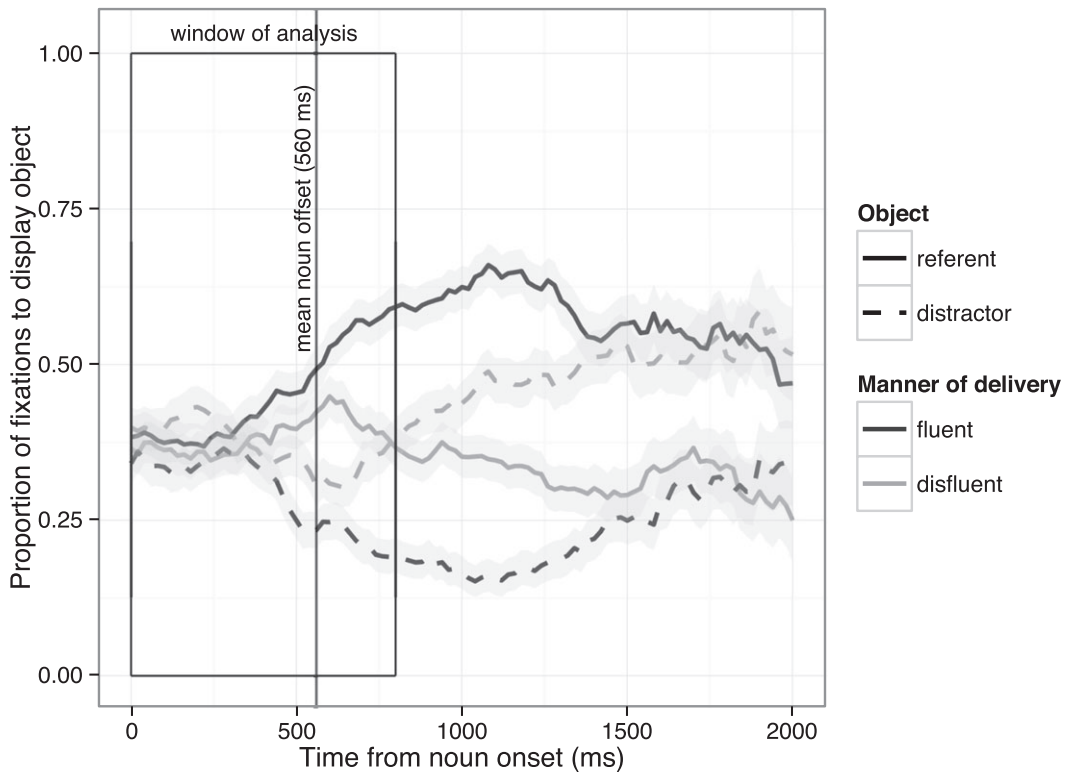 window of analysis
mean noun offset (560 ms)
Proportion of fixations to display object
1.00
0.75
0.50
0.25
0.00
0
500
1000
1500
2000
Time from noun onset (ms)
Object
referent
distractor
Manner of delivery
fluent
disfluent